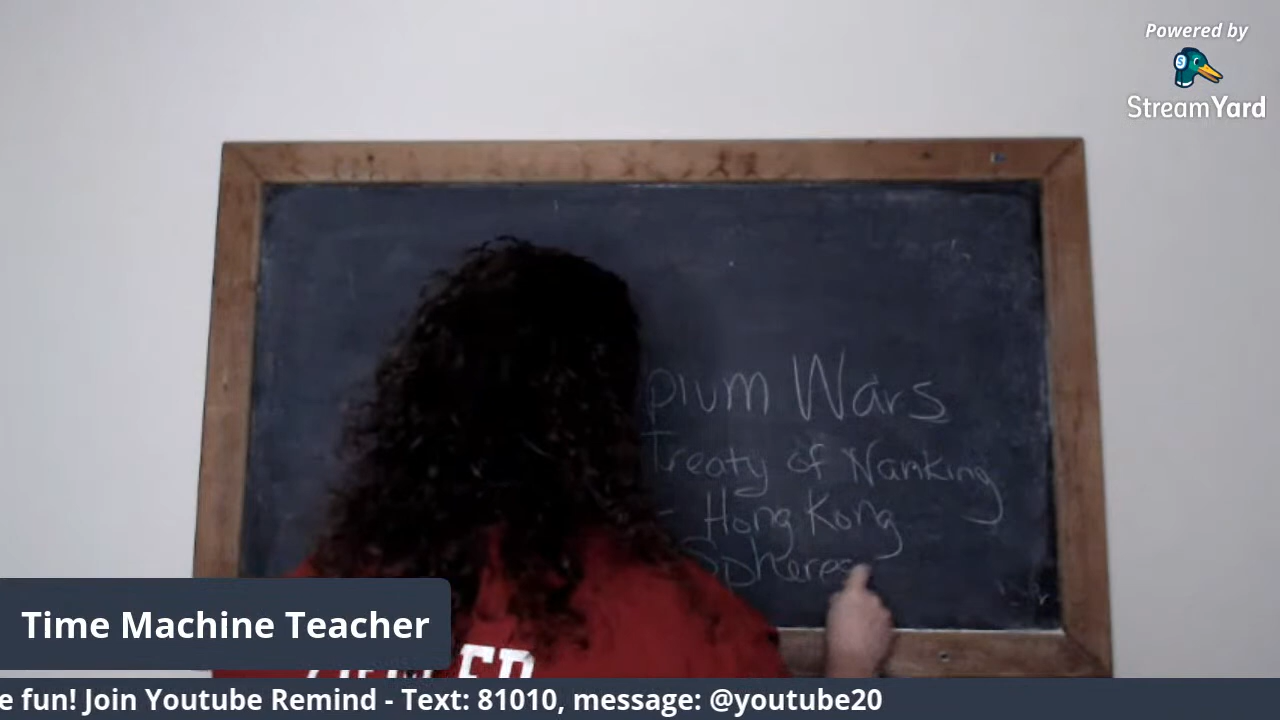 Powered by
StreamYard
pium Wars
Treaty of Nanking
- Hong Kong
Spheres
Time Machine Teacher
e fun! Join Youtube Remind - Text: 81010, message: @youtube20